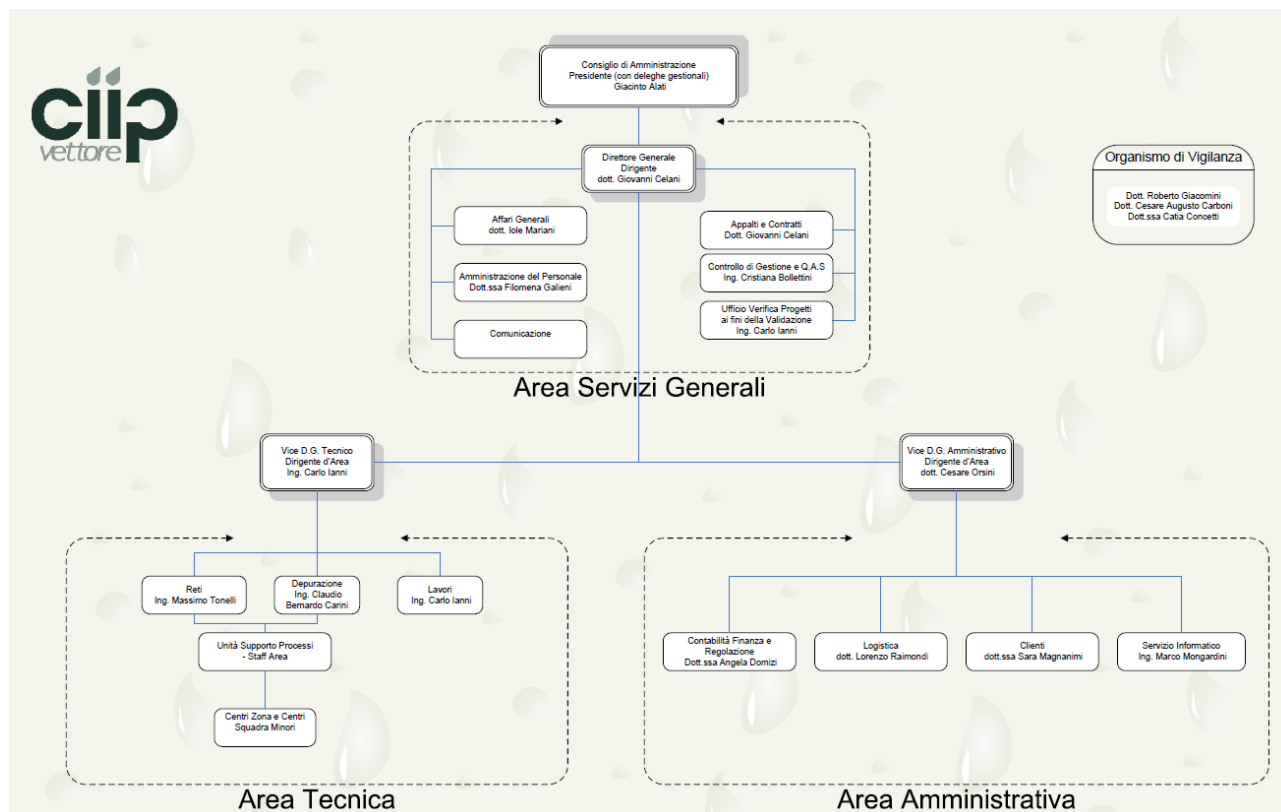 ciip
vettore
Consiglio di Amministrazione
Presidente (con deleghe gestionali)
Giacinto Alati
Direttore Generale
Dirigente
dott. Giovanni Celani
Organismo di Vigilanza
Dott. Roberto Giacomini
Dott. Cesare Augusto Carboni
Dott.ssa Catia Concetti
Affari Generali
dott. Iole Mariani
Amministrazione del Personale
Dott.ssa Filomena Galieni
Comunicazione
Appalti e Contratti
Dott. Giovanni Celani
Controllo di Gestione e Q.A.S
Ing. Cristiana Bollettini
Ufficio Verifica Progetti
ai fini della Validazione
Ing. Carlo Ianni
Area Servizi Generali
Vice D.G. Tecnico
Dirigente d'Area
Ing. Carlo Ianni
Vice D.G. Amministrativo
Dirigente d'Area
dott. Cesare Orsini
Reti
Ing. Massimo Tonelli
Depurazione
Ing. Claudio
Bernardo Carini
Lavori
Ing. Carlo Ianni
Unità Supporto Processi
- Staff Area
Centri Zona e Centri
Squadra Minori
Area Tecnica
Contabilità Finanza e
Regolazione
Dott.ssa Angela Domizi
Logistica
dott. Lorenzo Raimondi
Clienti
dott.ssa Sara Magnanimi
Servizio Informatico
Ing. Marco Mongardini
Area Amministrativa